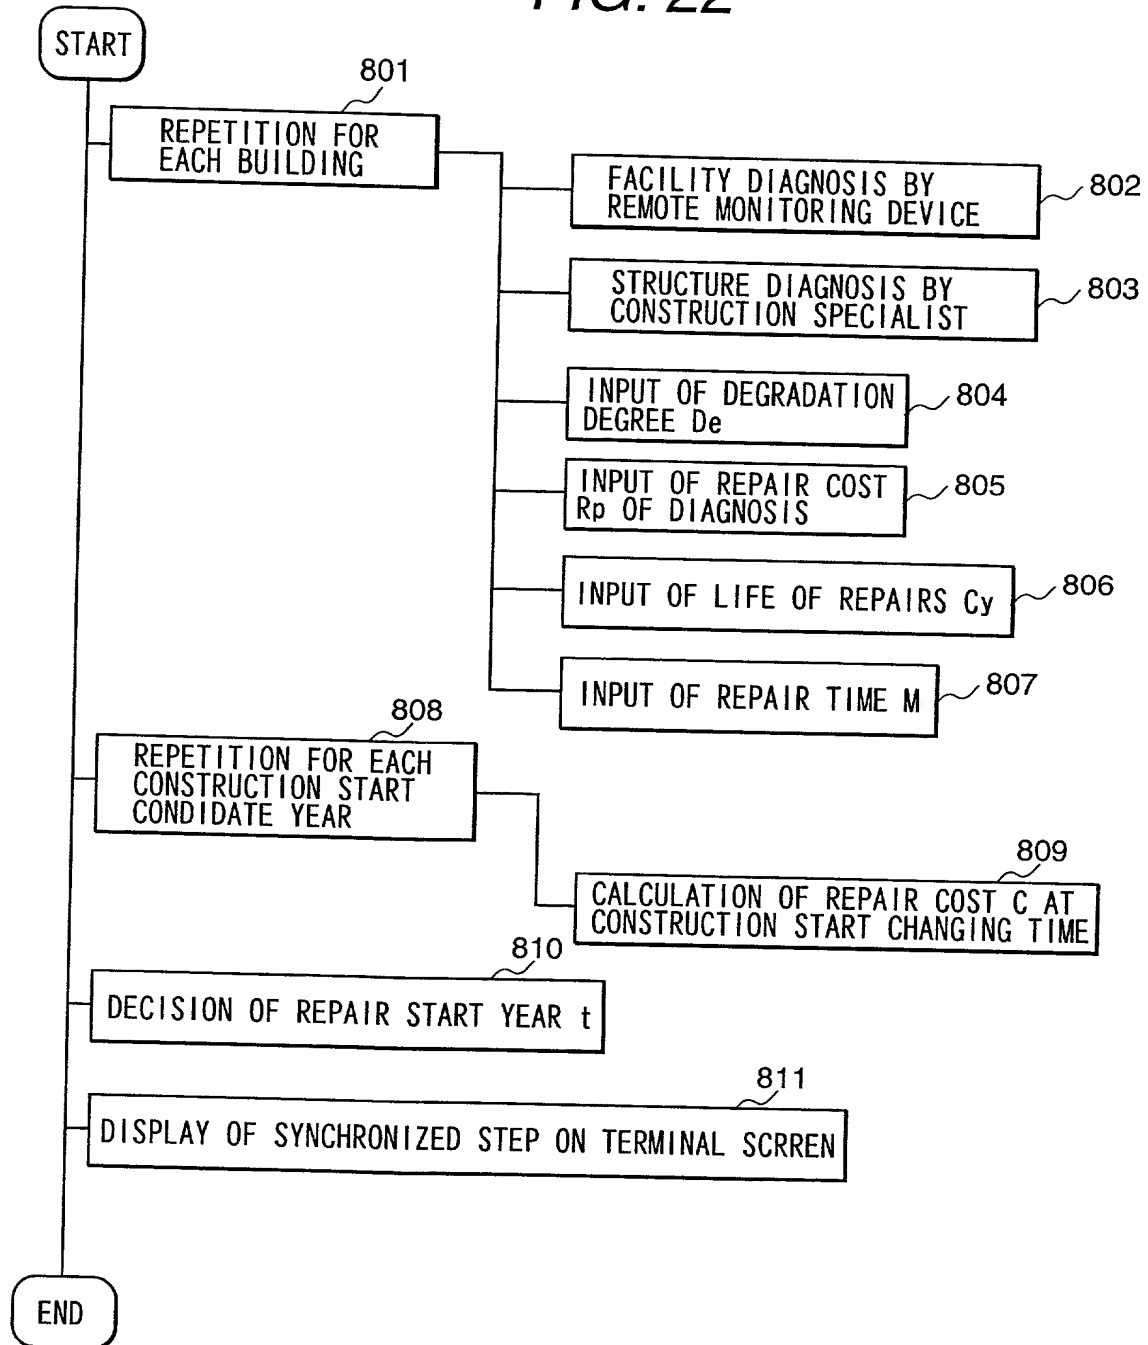 FIG. 22
START
801
REPETITION FOR
EACH BUILDING
FACILITY DIAGNOSIS BY
REMOTE MONITORING DEVICE
802
STRUCTURE DIAGNOSIS BY
CONSTRUCTION SPECIALIST
803
INPUT OF DEGRADATION
DEGREE De
804
INPUT OF REPAIR COST
Rp OF DIAGNOSIS
805
INPUT OF LIFE OF REPAIRS Cy
806
INPUT OF REPAIR TIME M
807
808
REPETITION FOR EACH
CONSTRUCTION START
CONDIDATE YEAR
809
CALCULATION OF REPAIR COST C AT
CONSTRUCTION START CHANGING TIME
810
DECISION OF REPAIR START YEAR t
811
DISPLAY OF SYNCHRONIZED STEP ON TERMINAL SCRREN
END